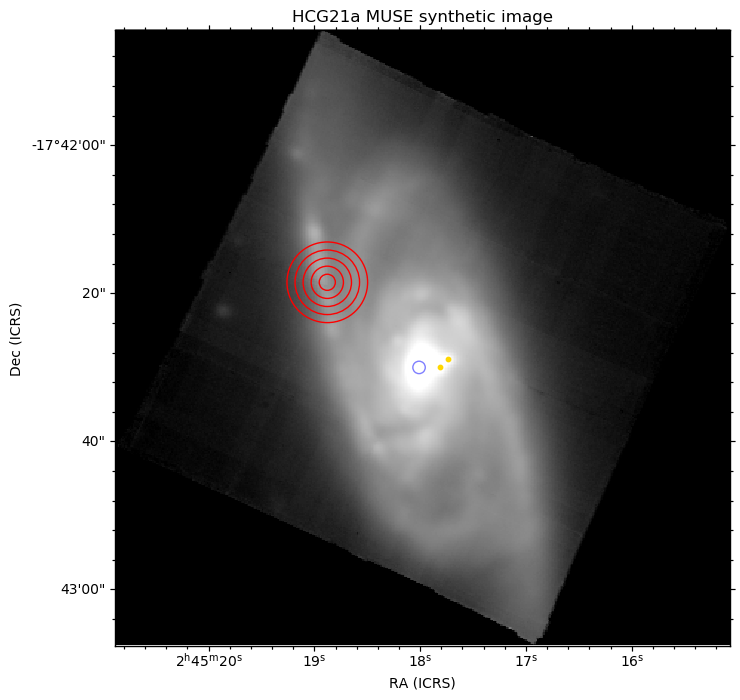 HCG21a MUSE synthetic image
-17°42'00"
20"
40"
43'00"
Dec (ICRS)
2ʰ45ᵐ20ˢ
19ˢ
18ˢ
17ˢ
16ˢ
RA (ICRS)